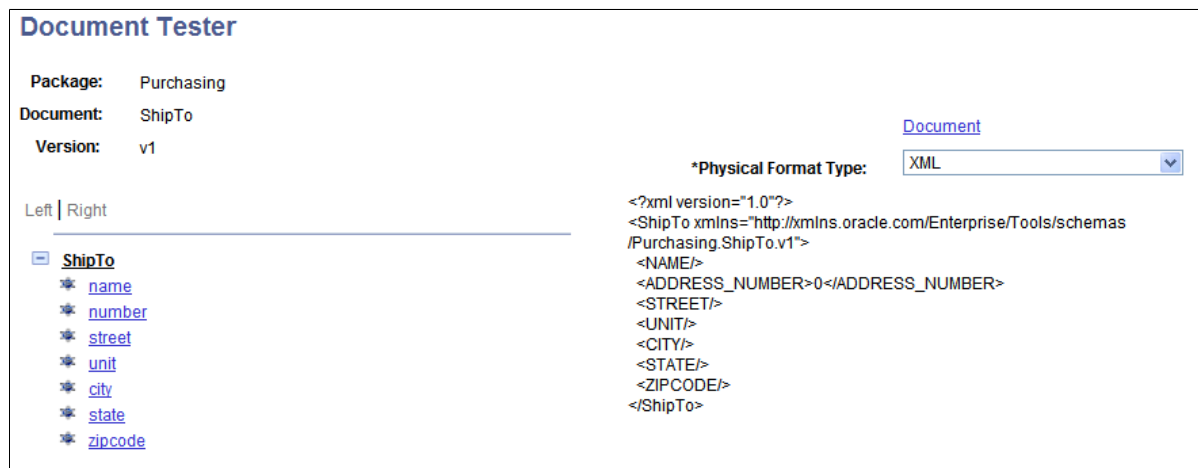 Document Tester
Package: Purchasing
Document: ShipTo
Version: v1
Document
*Physical Format Type: XML
Left | Right
ShipTo
name
number
street
unit
city
state
zipcode
<?xml version="1.0"?>
<ShipTo xmlns="http://xmlns.oracle.com/Enterprise/Tools/schemas
/Purchasing.ShipTo.v1">
<NAME/>
<ADDRESS_NUMBER>0</ADDRESS_NUMBER>
<STREET/>
<UNIT/>
<CITY/>
<STATE/>
<ZIPCODE/>
</ShipTo>